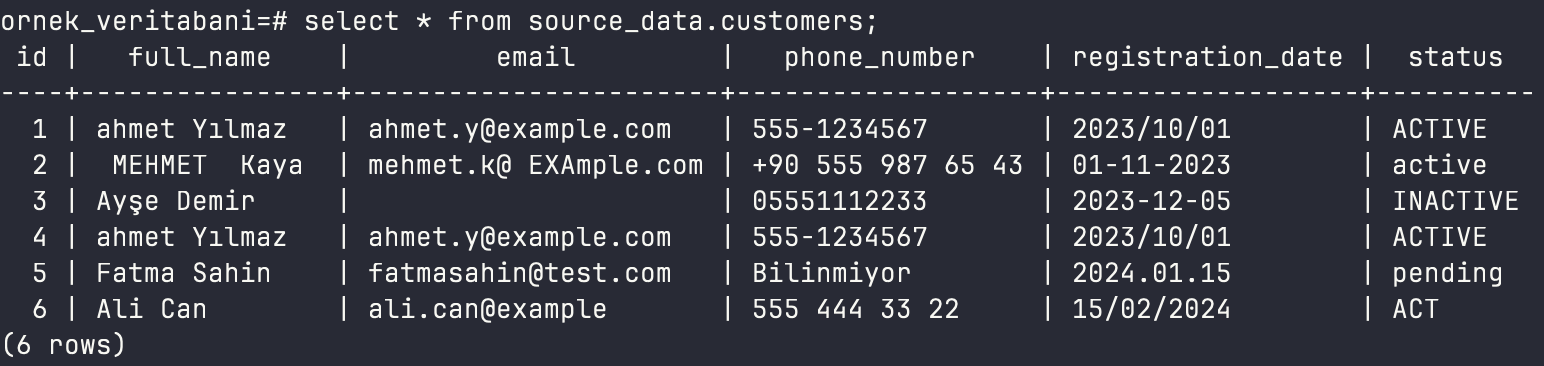 ornek_veritabani=# select * from source_data.customers;
 id |   full_name    |         email         |   phone_number    | registration_date |  status
----+----------------+-----------------------+-------------------+-------------------+----------
  1 | ahmet Yılmaz   | ahmet.y@example.com   | 555-1234567       | 2023/10/01        | ACTIVE
  2 |  MEHMET  Kaya  | mehmet.k@ EXAmple.com | +90 555 987 65 43 | 01-11-2023        | active
  3 | Ayşe Demir     |                       | 05551112233       | 2023-12-05        | INACTIVE
  4 | ahmet Yılmaz   | ahmet.y@example.com   | 555-1234567       | 2023/10/01        | ACTIVE
  5 | Fatma Sahin    | fatmasahin@test.com   | Bilinmiyor        | 2024.01.15        | pending
  6 | Ali Can        | ali.can@example       | 555 444 33 22     | 15/02/2024        | ACT
(6 rows)